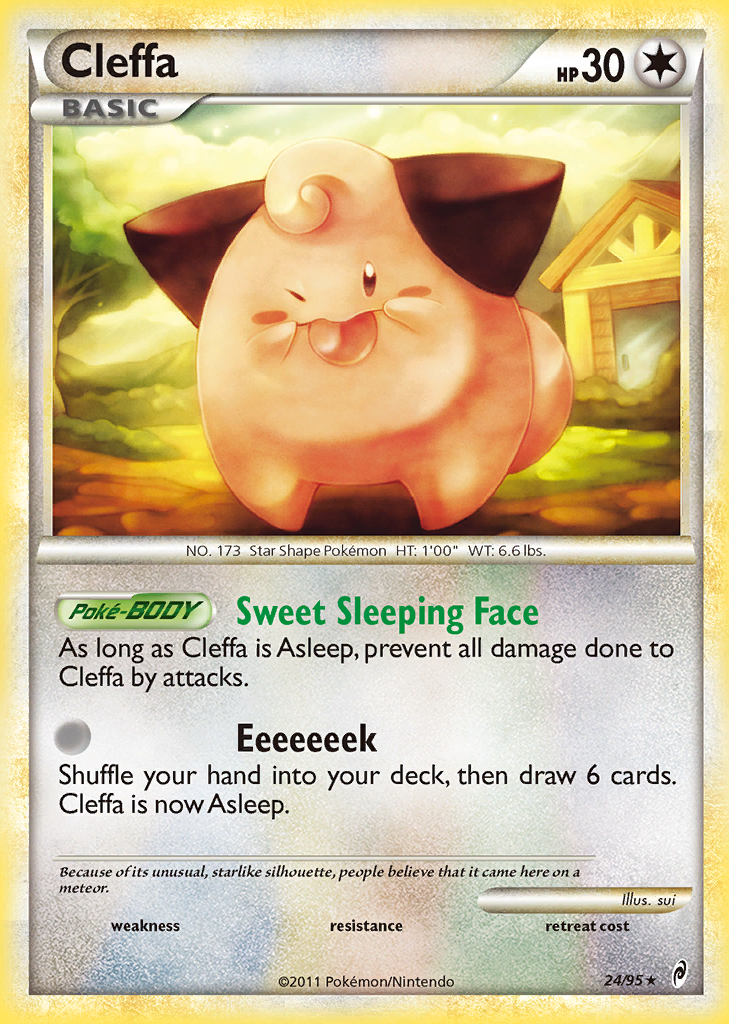 Cleffa
HP 30
BASIC
NO. 173 Star Shape Pokémon HT: 1'00" WT: 6.6 lbs.
Poké-BODY Sweet Sleeping Face
As long as Cleffa is Asleep, prevent all damage done to
Cleffa by attacks.
Eeeeeeek
Shuffle your hand into your deck, then draw 6 cards.
Cleffa is now Asleep.
Because of its unusual, starlike silhouette, people believe that it came here on a
meteor.
Illus. sui
weakness resistance retreat cost
©2011 Pokémon/Nintendo 24/95 ★